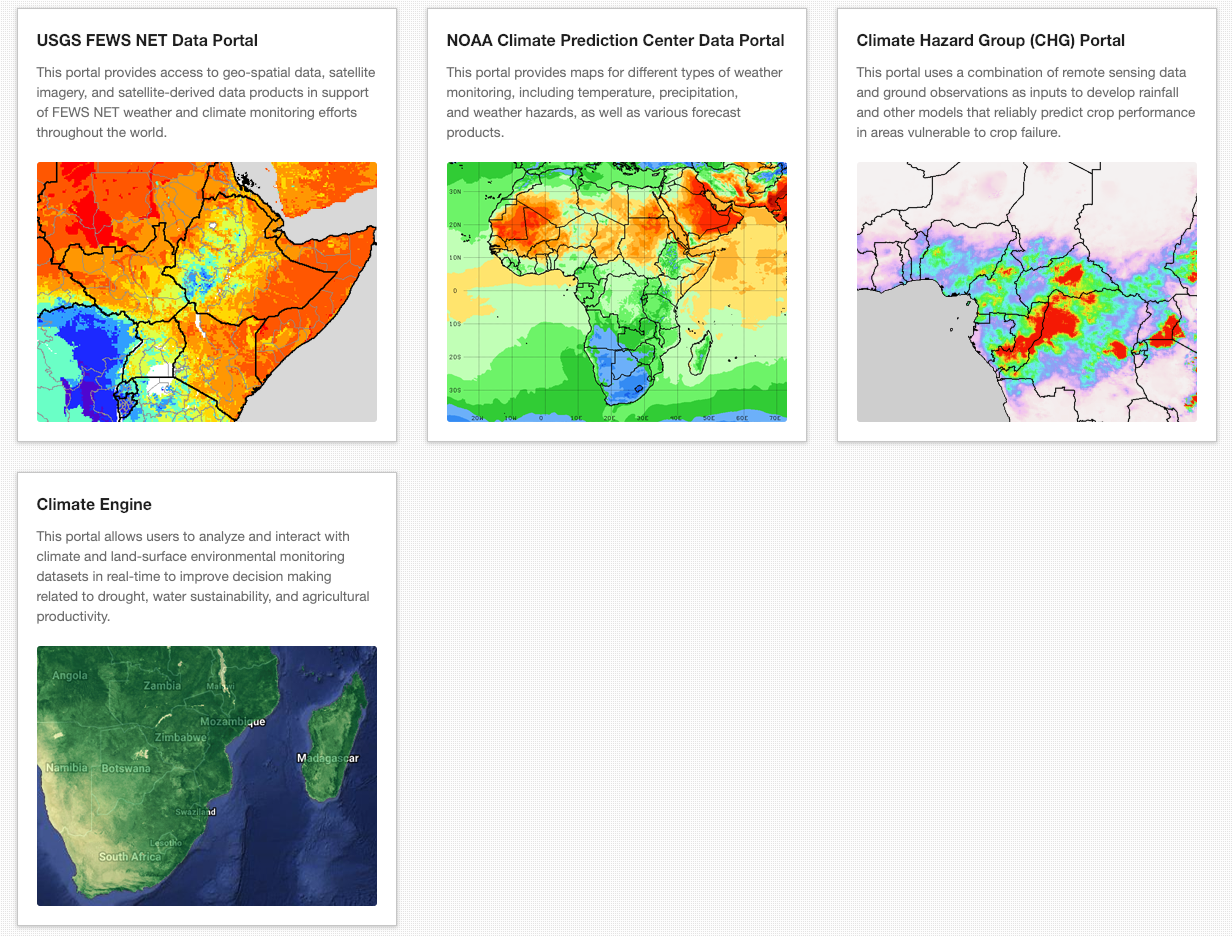 USGS FEWS NET Data Portal
This portal provides access to geo-spatial data, satellite
imagery, and satellite-derived data products in support
of FEWS NET weather and climate monitoring efforts
throughout the world.
NOAA Climate Prediction Center Data Portal
This portal provides maps for different types of weather
monitoring, including temperature, precipitation,
and weather hazards, as well as various forecast
products.
30N
20N
10N
0
10S
20S
30S
20W 10W 0 10E 20E 30E 40E 50E 60E 70E
Climate Hazard Group (CHG) Portal
This portal uses a combination of remote sensing data
and ground observations as inputs to develop rainfall
and other models that reliably predict crop performance
in areas vulnerable to crop failure.
Climate Engine
This portal allows users to analyze and interact with
climate and land-surface environmental monitoring
datasets in real-time to improve decision making
related to drought, water sustainability, and agricultural
productivity.
Angola
Zambia
Malawi
Mozambique
Zimbabwe
Madagascar
Namibia
Botswana
Swaziland
Lesotho
South Africa